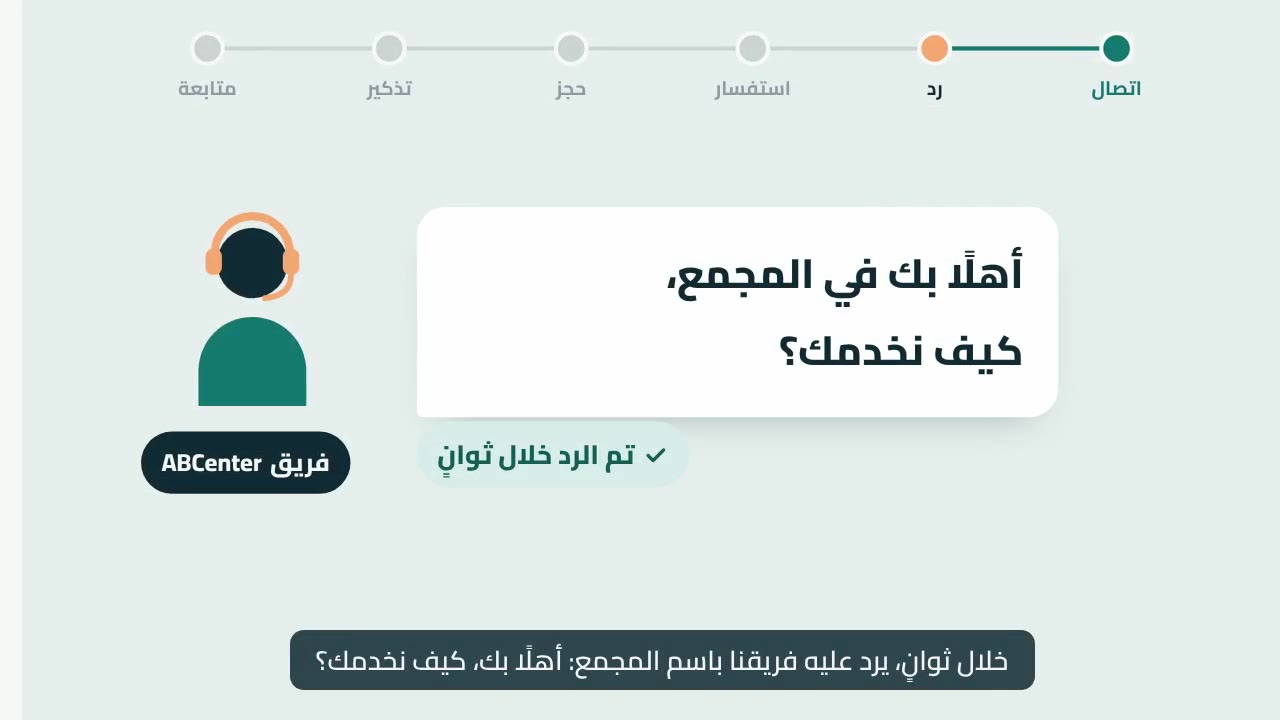 اتصال
رد
استفسار
حجز
تذكير
متابعة
أهلًا بك في المجمع،
كيف نخدمك؟
تم الرد خلال ثوانٍ
فريق ABCenter
خلال ثوانٍ، يرد عليه فريقنا باسم المجمع: أهلًا بك، كيف نخدمك؟